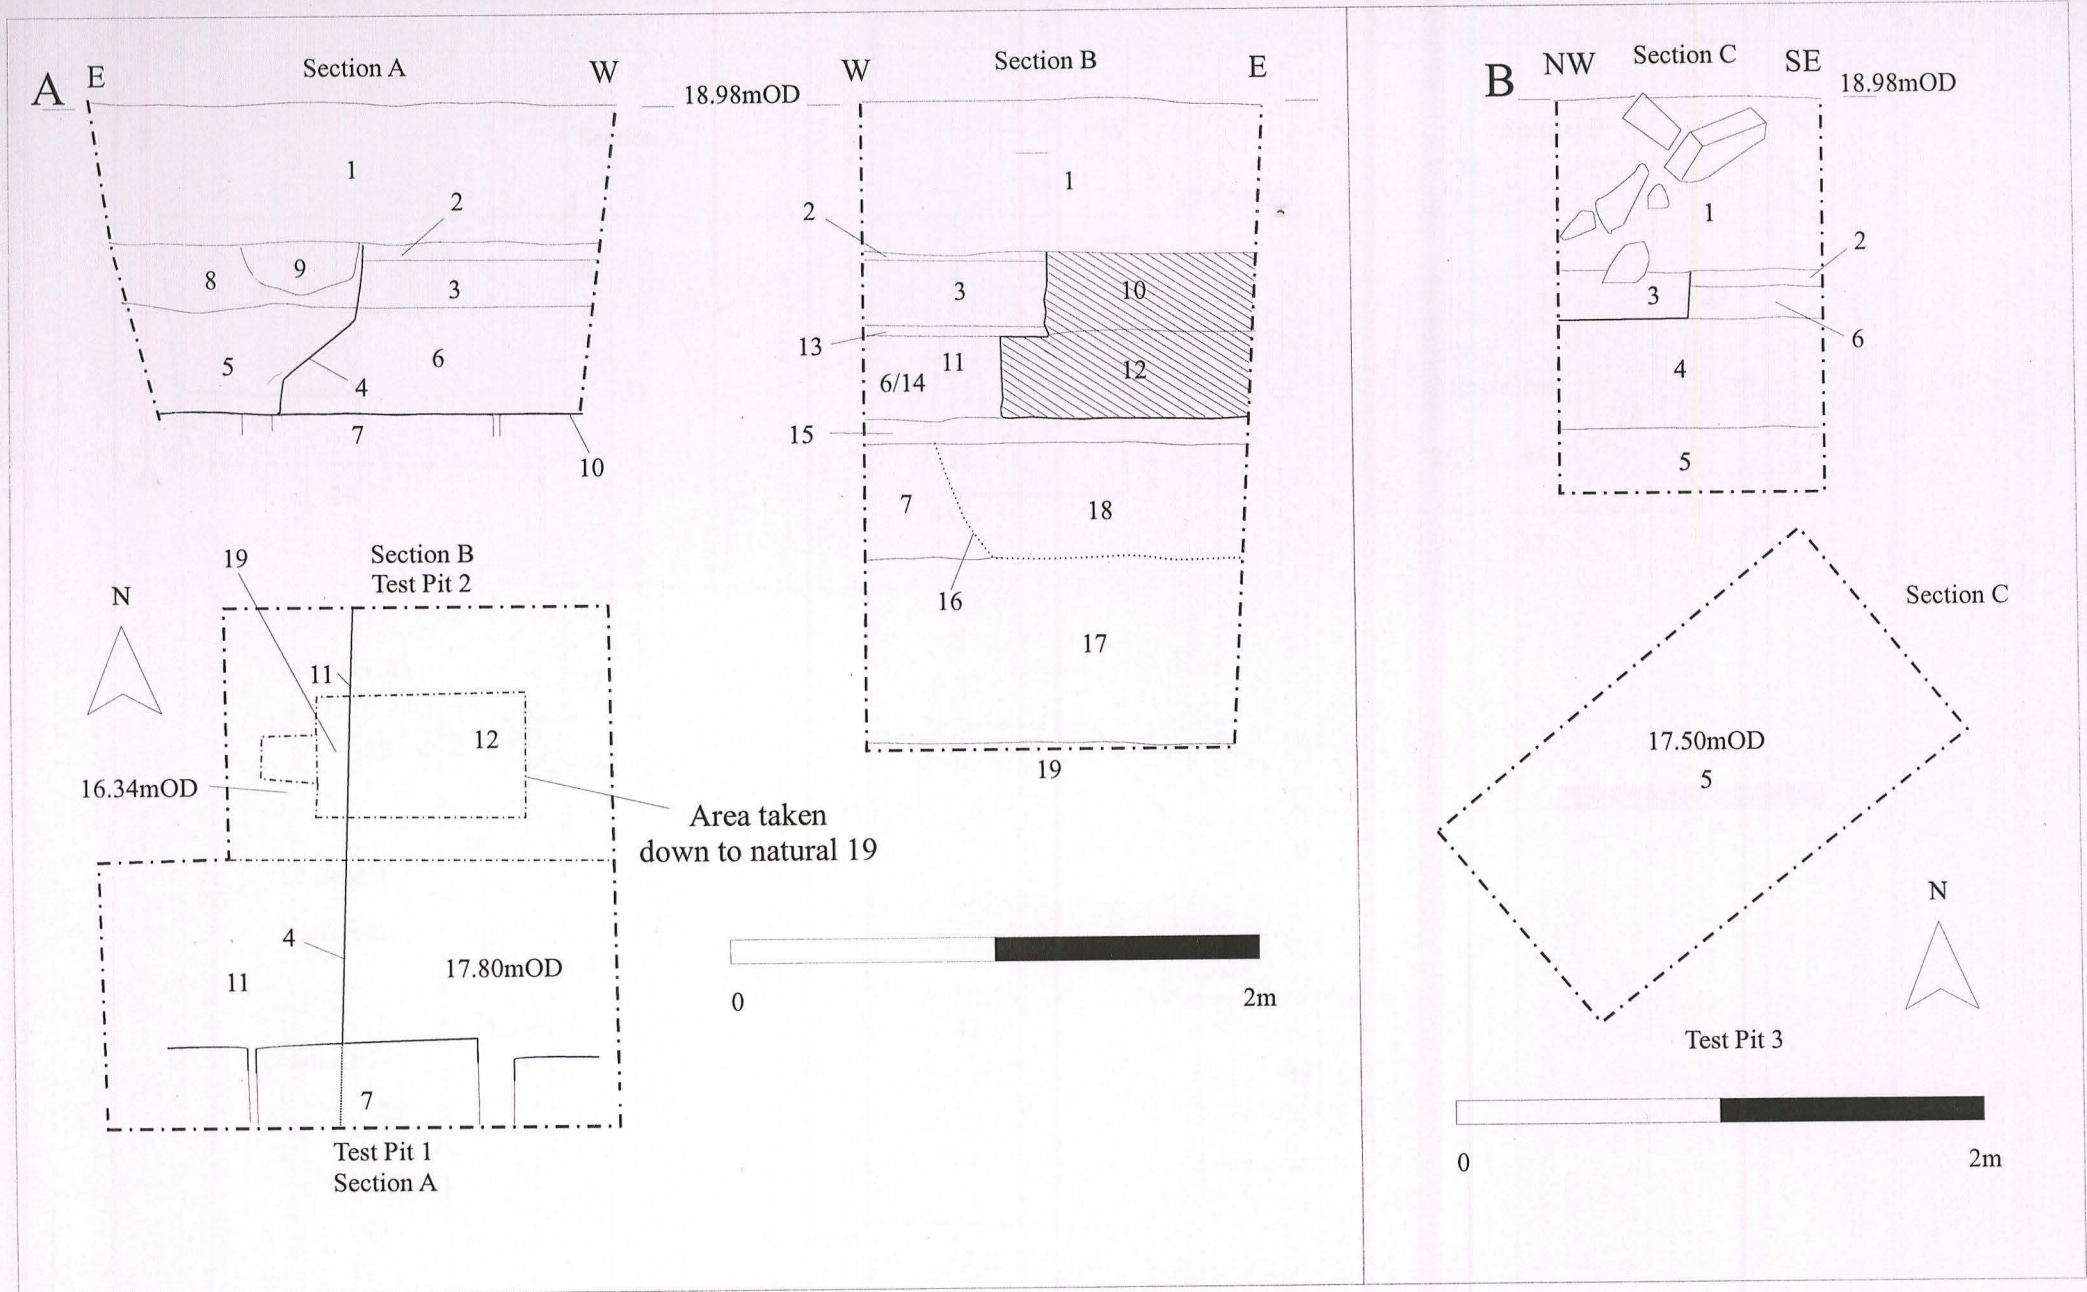 A
E
Section A
W
18.98mOD
1
2
8
9
3
5
4
6
7
10
W
Section B
E
1
2
3
10
13
11
6/14
12
15
7
18
16
17
19
19
Section B
Test Pit 2
N
11
12
16.34mOD
Area taken
down to natural 19
4
11
17.80mOD
7
Test Pit 1
Section A
0
2m
B
NW
Section C
SE
18.98mOD
1
2
3
6
4
5
Section C
17.50mOD
5
N
Test Pit 3
0
2m